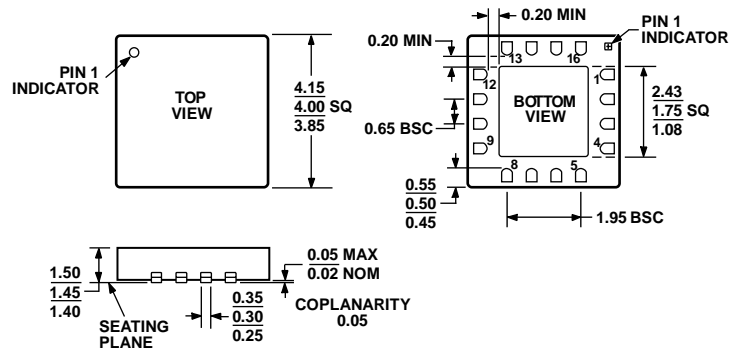 PIN 1
INDICATOR
TOP
VIEW
4.15
4.00 SQ
3.85
0.20 MIN
0.20 MIN
PIN 1
INDICATOR
13
16
12
1
BOTTOM
VIEW
2.43
1.75 SQ
1.08
0.65 BSC
9
4
8
5
0.55
0.50
0.45
1.95 BSC
1.50
1.45
1.40
SEATING
PLANE
0.35
0.30
0.25
0.05 MAX
0.02 NOM
COPLANARITY
0.05